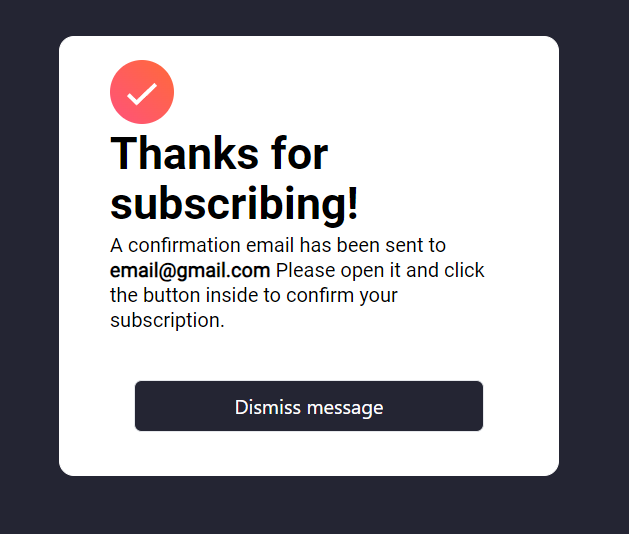 Thanks for
subscribing!
A confirmation email has been sent to
email@gmail.com Please open it and click
the button inside to confirm your
subscription.
Dismiss message